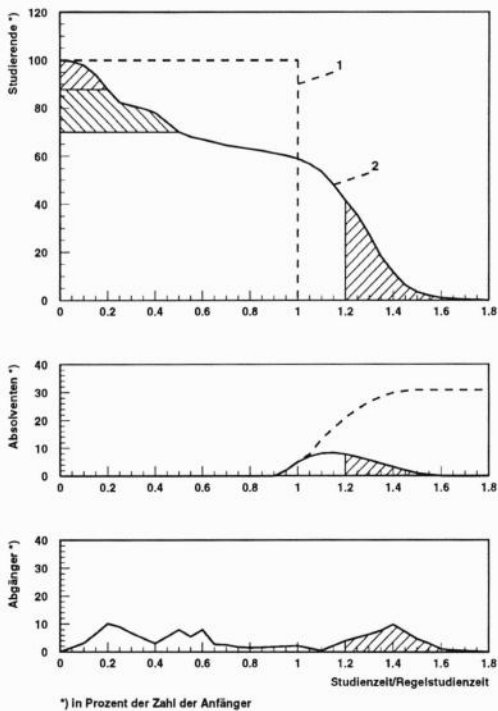 Studierende *)
120
100
80
60
40
20
0
1
2
0 0.2 0.4 0.6 0.8 1 1.2 1.4 1.6 1.8
Absolventen *)
40
30
20
10
0
0 0.2 0.4 0.6 0.8 1 1.2 1.4 1.6 1.8
Abgänger *)
40
30
20
10
0
0 0.2 0.4 0.6 0.8 1 1.2 1.4 1.6 1.8
Studienzeit/Regelstudienzeit
*) in Prozent der Zahl der Anfänger